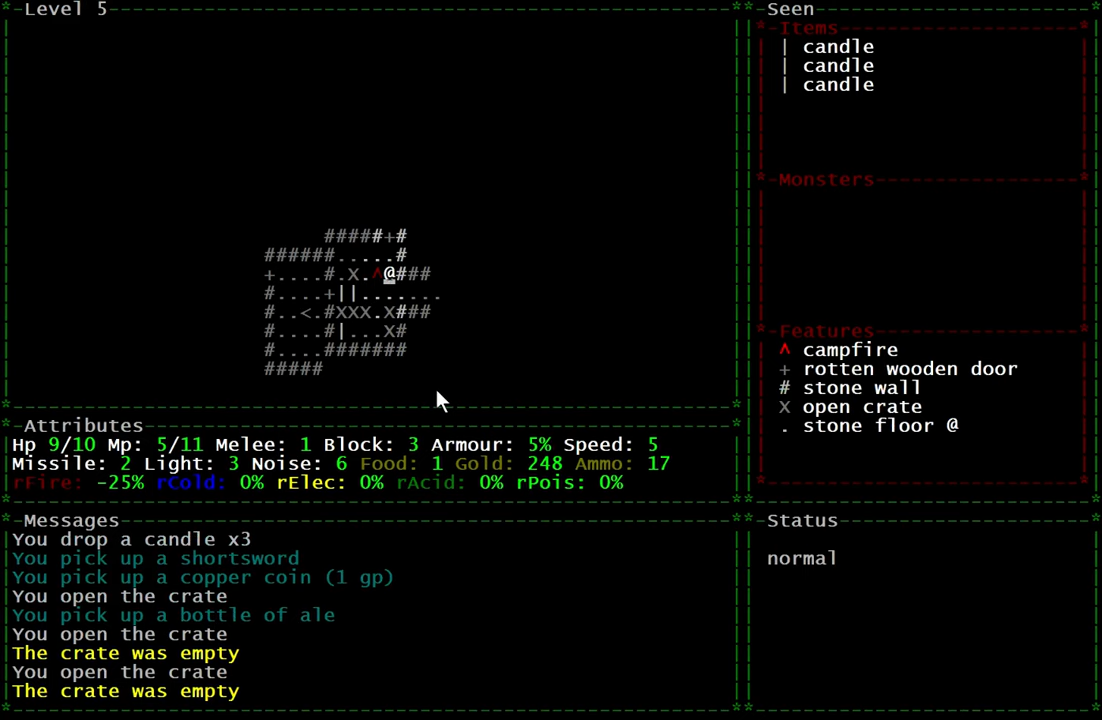 Level 5
Seen
Items
| candle
| candle
| candle
Monsters
#####+#
######.....#
+....#.x.^@###
#....+||.......
#..<.#XXX.x###
#....#|...x#
#....#######
#####
Features
^ campfire
+ rotten wooden door
# stone wall
x open crate
. stone floor @
Attributes
Hp 9/10 Mp: 5/11 Melee: 1 Block: 3 Armour: 5% Speed: 5
Missile: 2 Light: 3 Noise: 6 Food: 1 Gold: 248 Ammo: 17
rFire: -25% rCold: 0% rElec: 0% rAcid: 0% rPois: 0%
Messages
You drop a candle x3
You pick up a shortsword
You pick up a copper coin (1 gp)
You open the crate
You pick up a bottle of ale
You open the crate
The crate was empty
You open the crate
The crate was empty
Status
normal